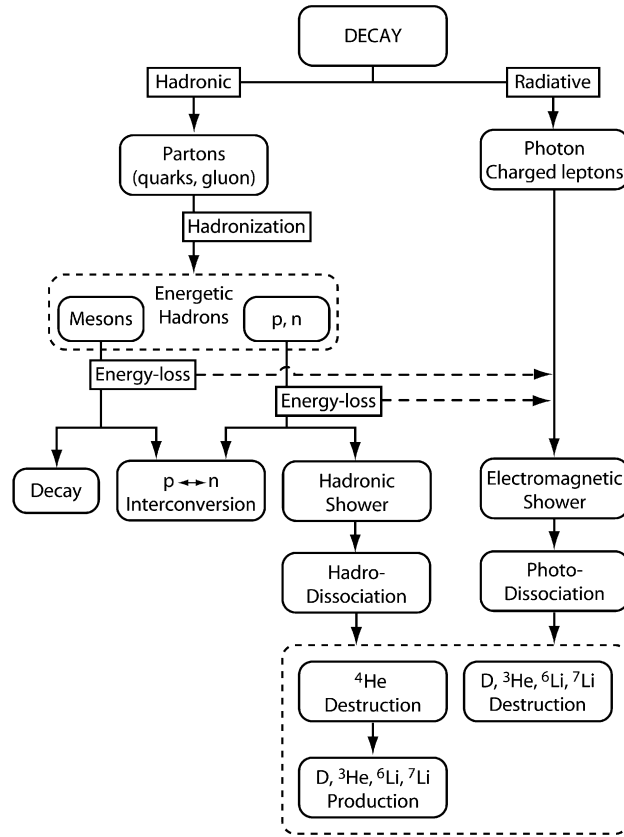 DECAY
Hadronic
Radiative
Partons
(quarks, gluon)
Photon
Charged leptons
Hadronization
Energetic
Hadrons
Mesons
p, n
Energy-loss
Energy-loss
Decay
p ↔ n
Interconversion
Hadronic
Shower
Electromagnetic
Shower
Hadro-
Dissociation
Photo-
Dissociation
⁴He
Destruction
D, ³He, ⁶Li, ⁷Li
Destruction
D, ³He, ⁶Li, ⁷Li
Production